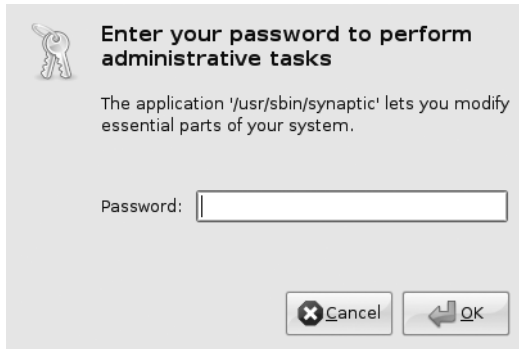 Enter your password to perform
administrative tasks
The application '/usr/sbin/synaptic' lets you modify
essential parts of your system.
Password:
Cancel
OK